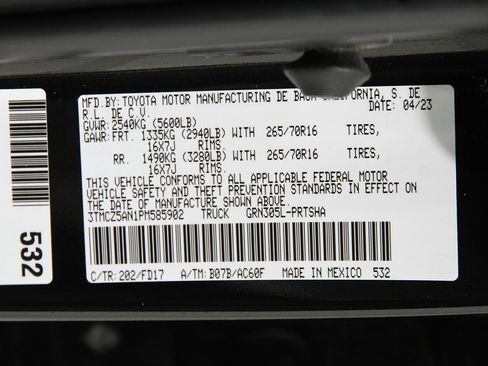 MFD.BY:TOYOTA MOTOR MANUFACTURING DE BAJA CALIFORNIA, S. DE
R.L. DE C.V. DATE: 04/23
GVWR:2540KG (5600LB)
GAWR:FRT. 1335KG (2940LB) WITH 265/70R16 TIRES,
16X7J RIMS.
RR. 1490KG (3280LB) WITH 265/70R16 TIRES,
16X7J RIMS.
THIS VEHICLE CONFORMS TO ALL APPLICABLE FEDERAL MOTOR
VEHICLE SAFETY AND THEFT PREVENTION STANDARDS IN EFFECT ON
THE DATE OF MANUFACTURE SHOWN ABOVE.
3TMCZ5AN1PM585902 TRUCK GRN305L-PRTSHA
C/TR:202/FD17 A/TM:B07B/AC60F MADE IN MEXICO 532
532